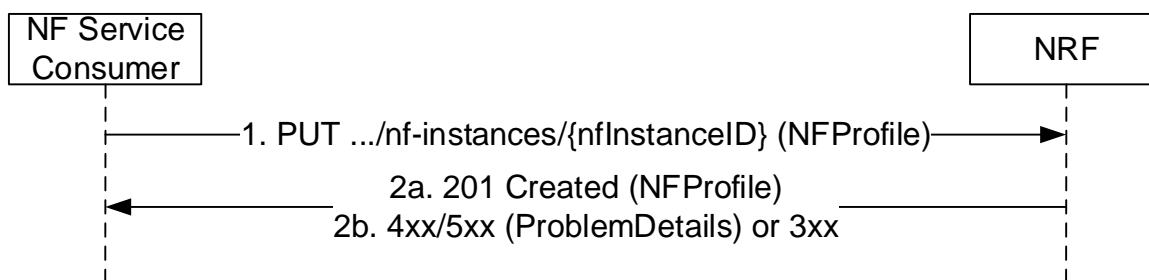 NF Service
Consumer
NRF
1. PUT .../nf-instances/{nfInstanceID} (NFProfile)
2a. 201 Created (NFProfile)
2b. 4xx/5xx (ProblemDetails) or 3xx